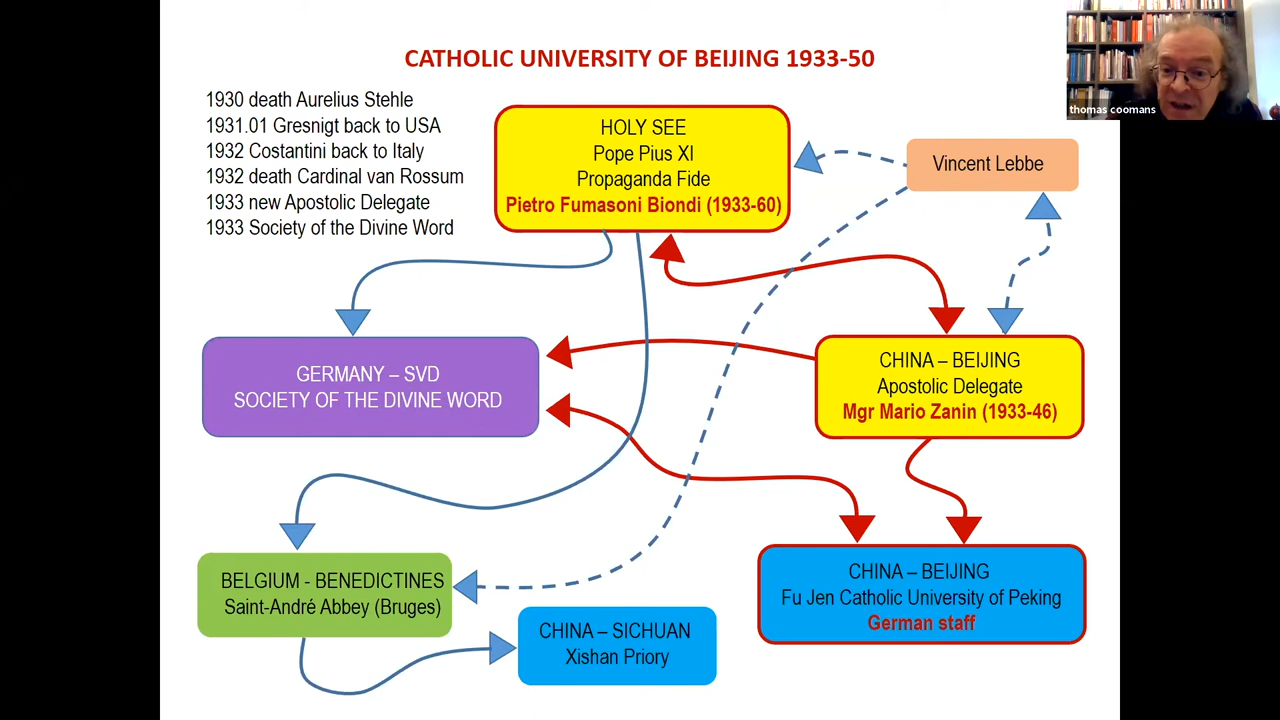 CATHOLIC UNIVERSITY OF BEIJING 1933-50
thomas coomans
1930 death Aurelius Stehle
1931.01 Gresnigt back to USA
1932 Costantini back to Italy
1932 death Cardinal van Rossum
1933 new Apostolic Delegate
1933 Society of the Divine Word
HOLY SEE
Pope Pius XI
Propaganda Fide
Pietro Fumasoni Biondi (1933-60)
Vincent Lebbe
GERMANY – SVD
SOCIETY OF THE DIVINE WORD
CHINA – BEIJING
Apostolic Delegate
Mgr Mario Zanin (1933-46)
BELGIUM - BENEDICTINES
Saint-André Abbey (Bruges)
CHINA – SICHUAN
Xishan Priory
CHINA – BEIJING
Fu Jen Catholic University of Peking
German staff